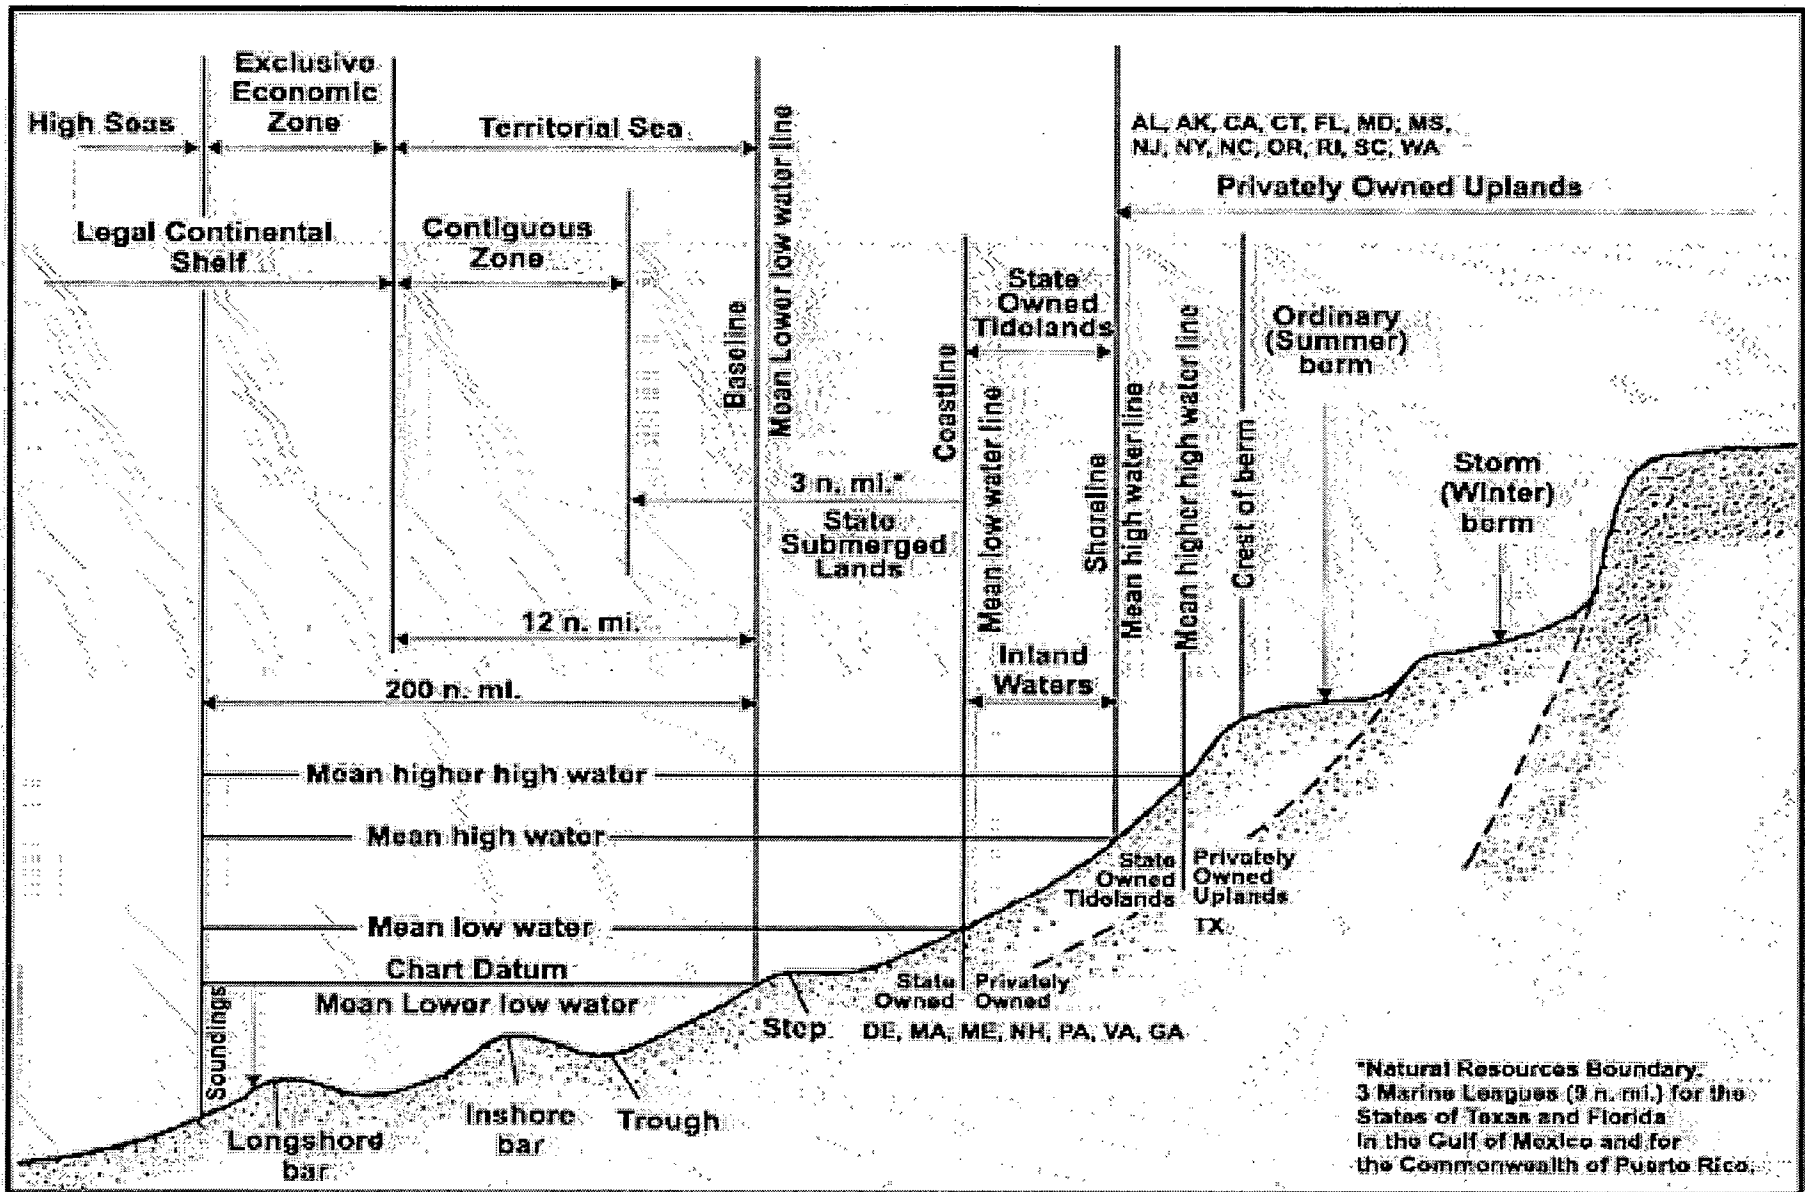 Exclusive
Economic
Zone
High Seas
Territorial Sea
AL, AK, CA, CT, FL, MD, MS,
NJ, NY, NC, OR, RI, SC, WA
Privately Owned Uplands
Legal Continental
Shelf
Contiguous
Zone
Baseline
Mean Lower low water line
Coastline
Mean low water line
State
Owned
Tidelands
Shoreline
Mean high water line
Mean higher high water line
Crest of berm
Ordinary
(Summer)
berm
Storm
(Winter)
berm
3 n. mi.*
State
Submerged
Lands
12 n. mi.
200 n. mi.
Inland
Waters
Mean higher high water
Mean high water
Mean low water
Chart Datum
Mean Lower low water
Soundings
State
Owned
Tidelands
Privately
Owned
Uplands
TX
State
Owned
Privately
Owned
DE, MA, ME, NH, PA, VA, GA
Step
Longshore
bar
Inshore
bar
Trough
*Natural Resources Boundary.
3 Marine Leagues (9 n. mi.) for the
States of Texas and Florida
in the Gulf of Mexico and for
the Commonwealth of Puerto Rico.